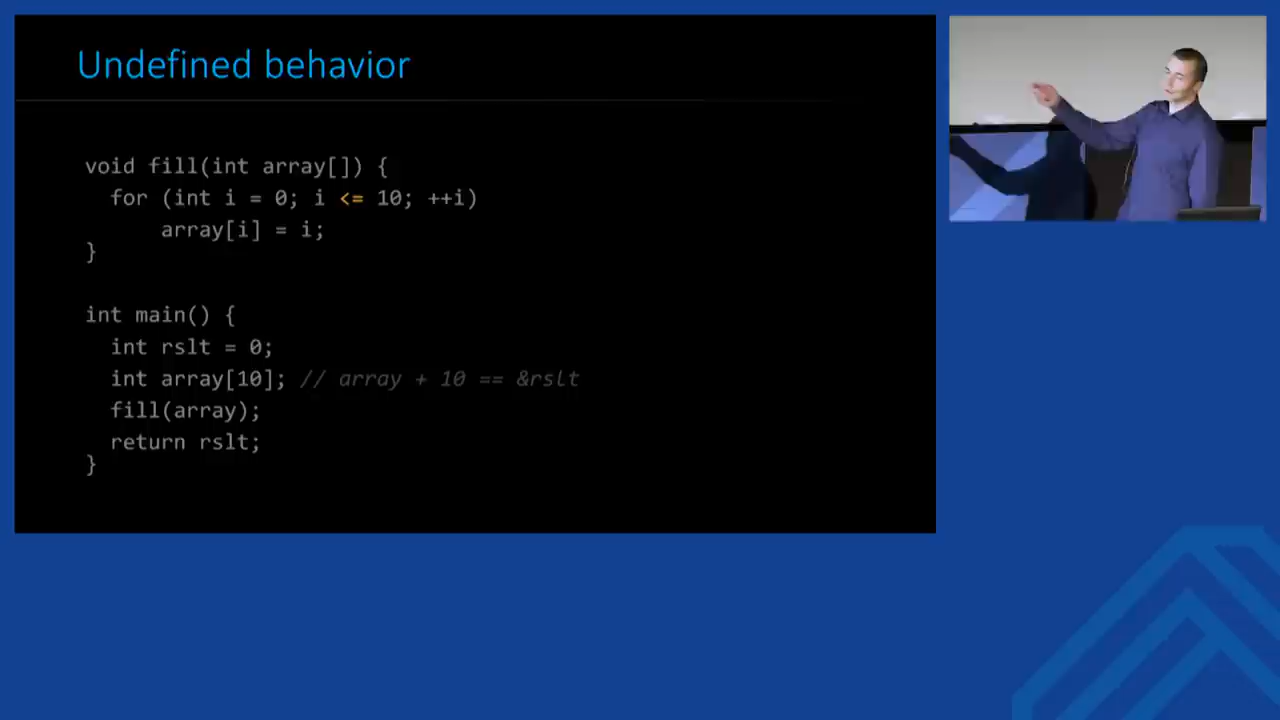 Undefined behavior
void fill(int array[]) {
for (int i = 0; i <= 10; ++i)
array[i] = i;
}
int main() {
int rslt = 0;
int array[10]; // array + 10 == &rslt
fill(array);
return rslt;
}